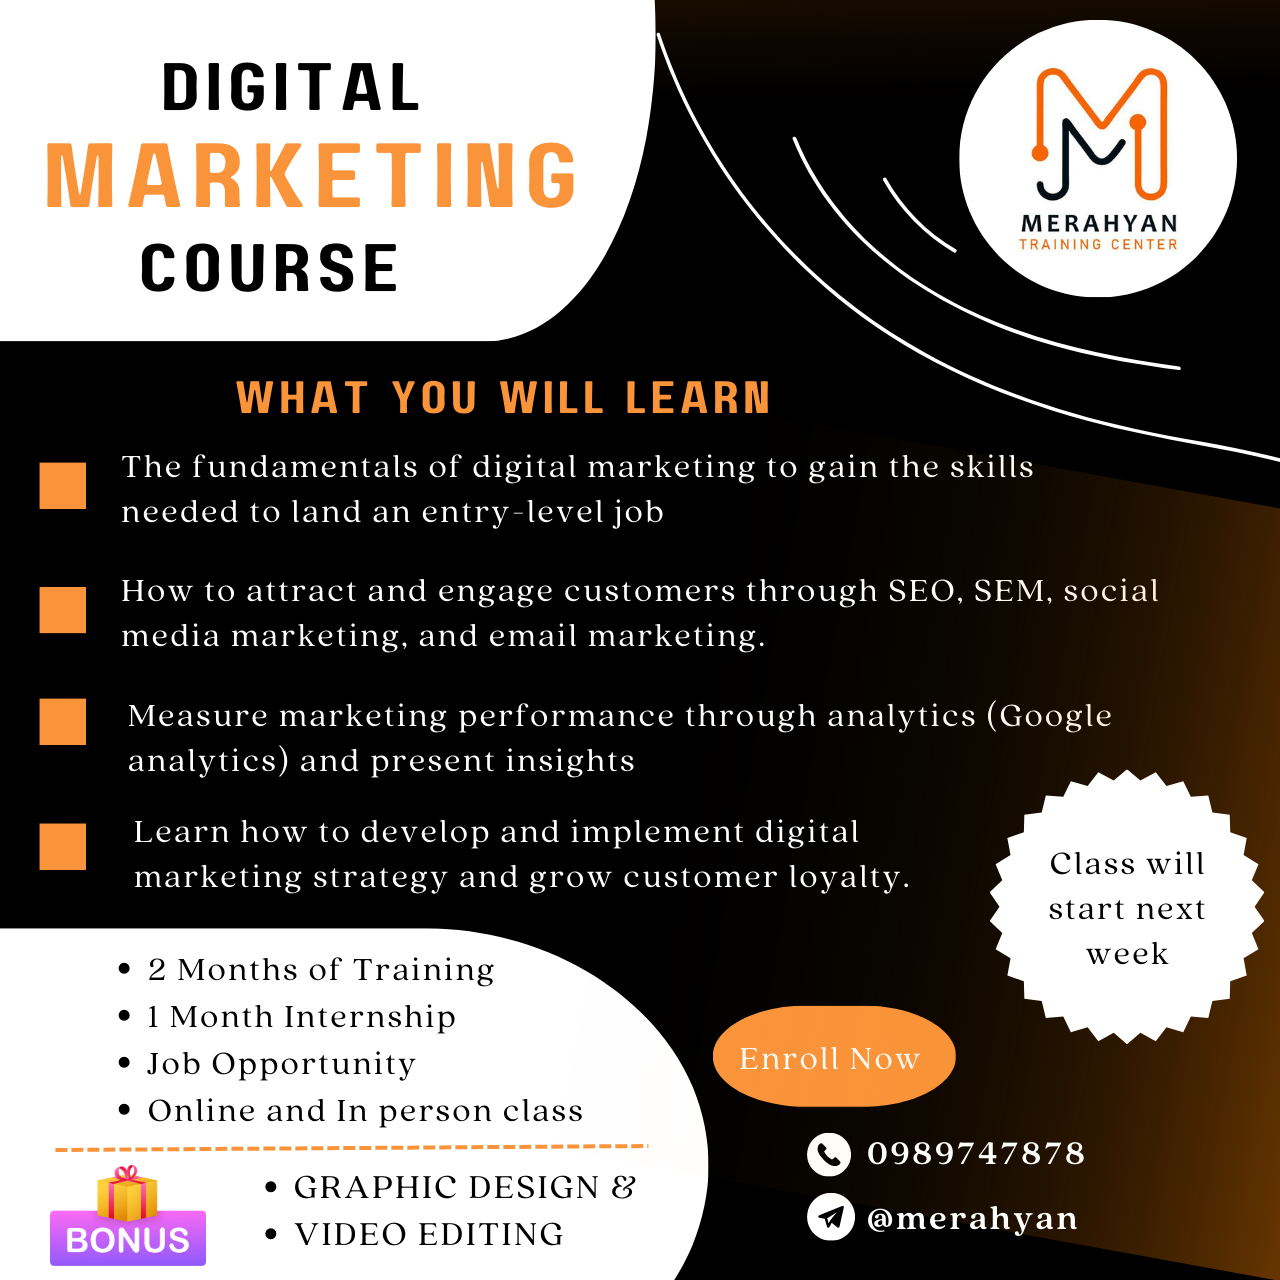 DIGITAL
MARKETING
COURSE
MERAHYAN
TRAINING CENTER
WHAT YOU WILL LEARN
The fundamentals of digital marketing to gain the skills
needed to land an entry-level job
How to attract and engage customers through SEO, SEM, social
media marketing, and email marketing.
Measure marketing performance through analytics (Google
analytics) and present insights
Learn how to develop and implement digital
marketing strategy and grow customer loyalty.
Class will
start next
week
• 2 Months of Training
• 1 Month Internship
• Job Opportunity
• Online and In person class
Enroll Now
0989747878
@merahyan
BONUS
• GRAPHIC DESIGN &
• VIDEO EDITING